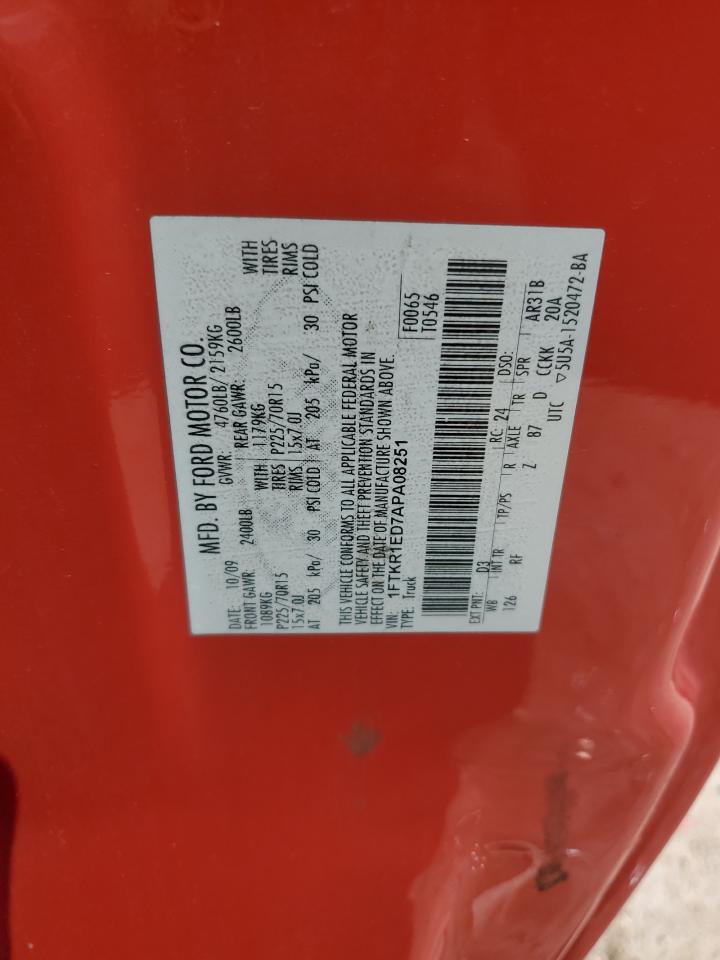 MFD. BY FORD MOTOR CO.
DATE: 10/09 GVWR: 4760LB/ 2159KG
FRONT GAWR: 2400LB REAR GAWR: 2600LB
1089KG WITH 1179KG WITH
P225/70R15 TIRES P225/70R15 TIRES
15x7.0J RIMS 15x7.0J RIMS
AT 205 kPa/ 30 PSI COLD AT 205 kPa/ 30 PSI COLD
THIS VEHICLE CONFORMS TO ALL APPLICABLE FEDERAL MOTOR
VEHICLE SAFETY AND THEFT PREVENTION STANDARDS IN
EFFECT ON THE DATE OF MANUFACTURE SHOWN ABOVE.
VIN: 1FTKR1ED7APA08251 F0065
TYPE: Truck T0546
EXT PNT: D3 RC: 24 DSO:
WB INT TR TP/PS R AXLE TR SPR AR31B
126 RF Z 87 D CCKK 20A
UTC ▽5U5A-1520472-BA